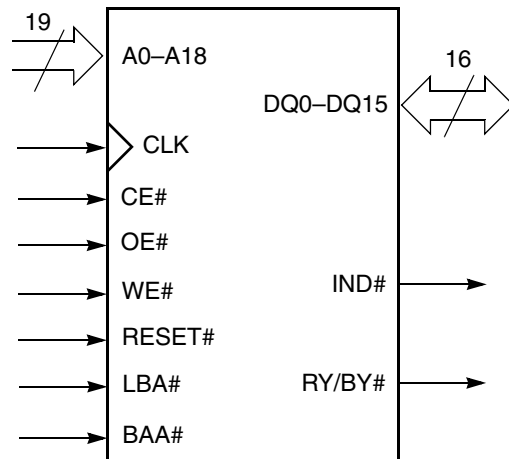 19
A0–A18
16
DQ0–DQ15
CLK
CE#
OE#
WE#
IND#
RESET#
LBA#
RY/BY#
BAA#